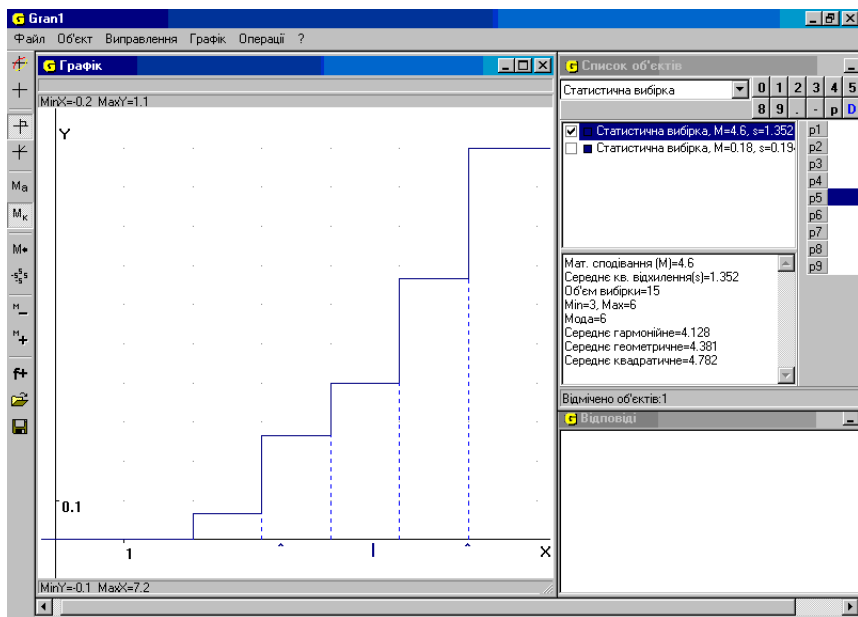 Gran1
Файл Об'єкт Виправлення Графік Операції ?
Графік
MinX=-0.2 MaxY=1.1
Y
0.1
1
X
MinY=-0.1 MaxX=7.2
Список об'єктів
Статистична вибірка
0 1 2 3 4 5
8 9 . - p D
Статистична вибірка, M=4.6, s=1.352
Статистична вибірка, M=0.18, s=0.194
p1
p2
p3
p4
p5
p6
p7
p8
p9
Мат. сподівання (M)=4.6
Середнє кв. відхилення(s)=1.352
Об'єм вибірки=15
Min=3, Max=6
Мода=6
Середнє гармонійне=4.128
Середнє геометричне=4.381
Середнє квадратичне=4.782
Відмічено об'єктів:1
Відповіді
Ма
Мк
М
М
М
f+